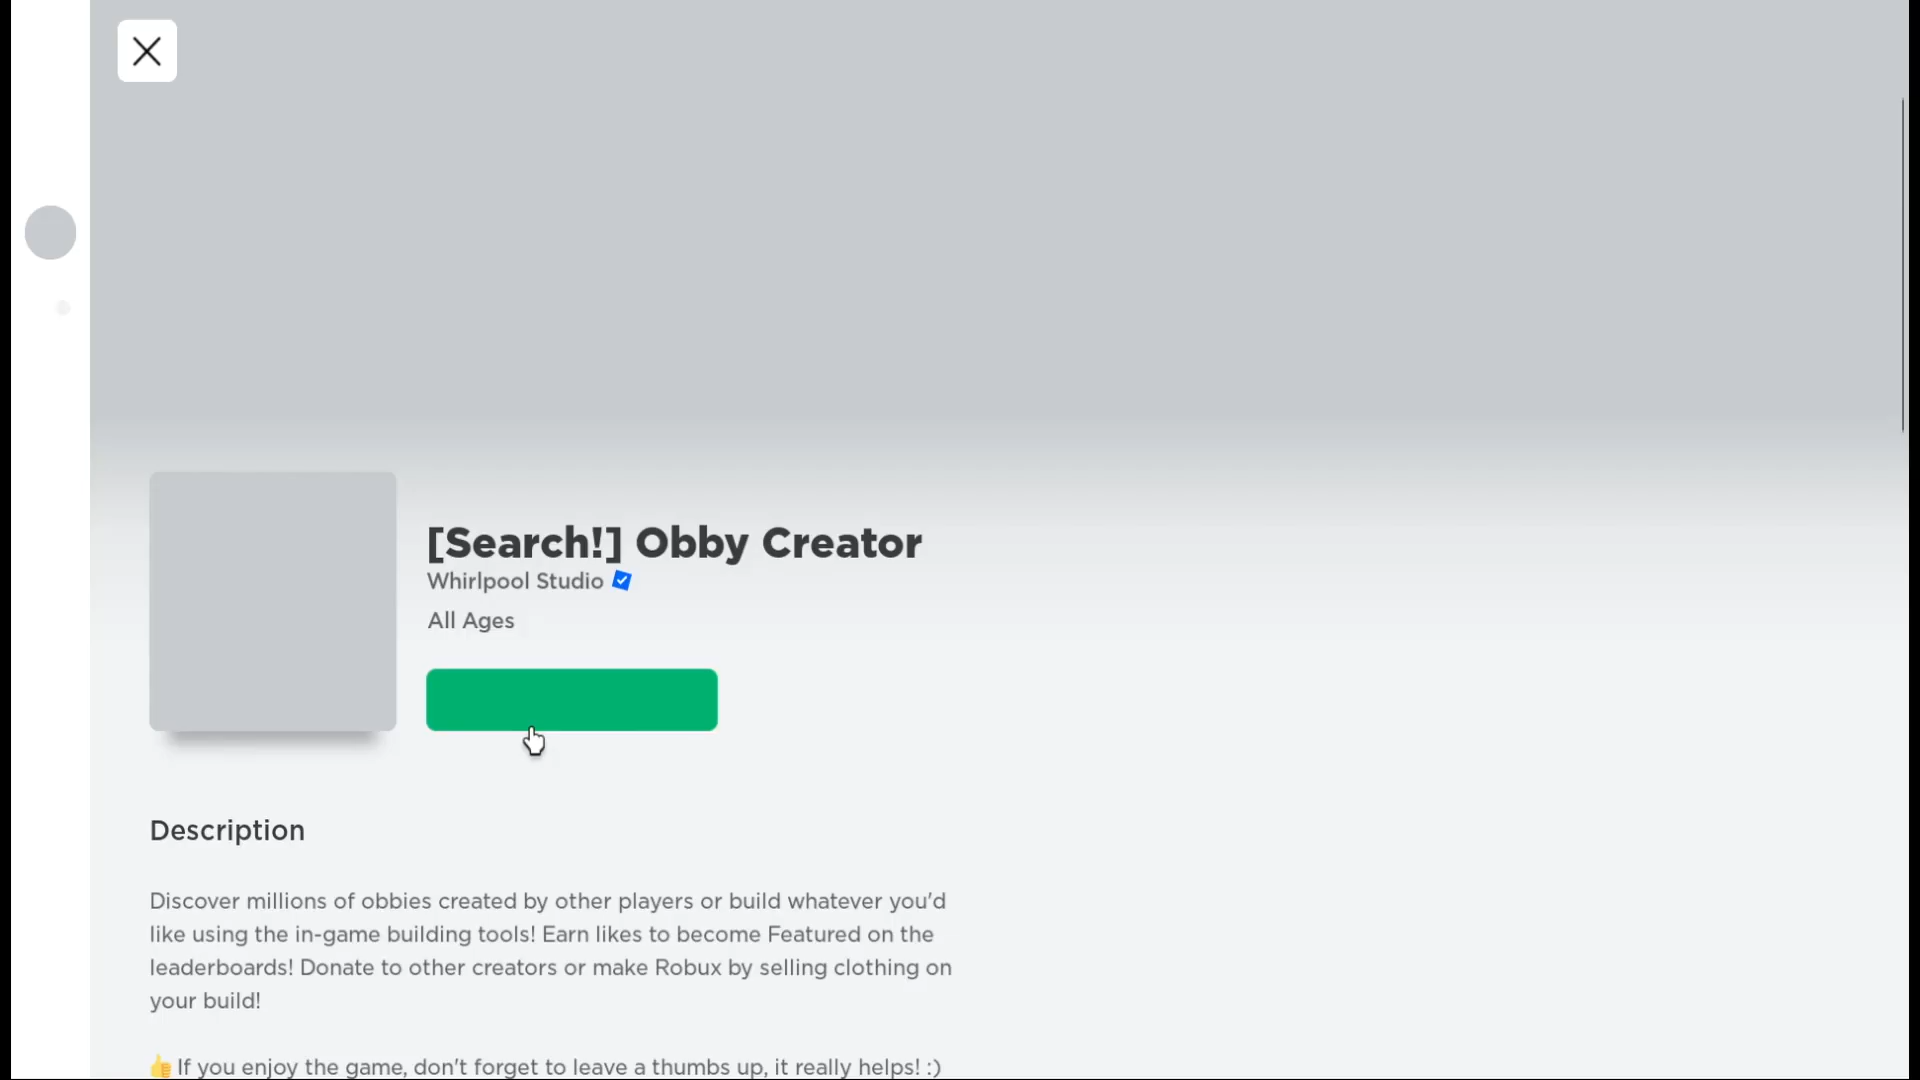 [Search!] Obby Creator
Whirlpool Studio
All Ages
Description
Discover millions of obbies created by other players or build whatever you'd
like using the in-game building tools! Earn likes to become Featured on the
leaderboards! Donate to other creators or make Robux by selling clothing on
your build!
👍 If you enjoy the game, don't forget to leave a thumbs up, it really helps! :)